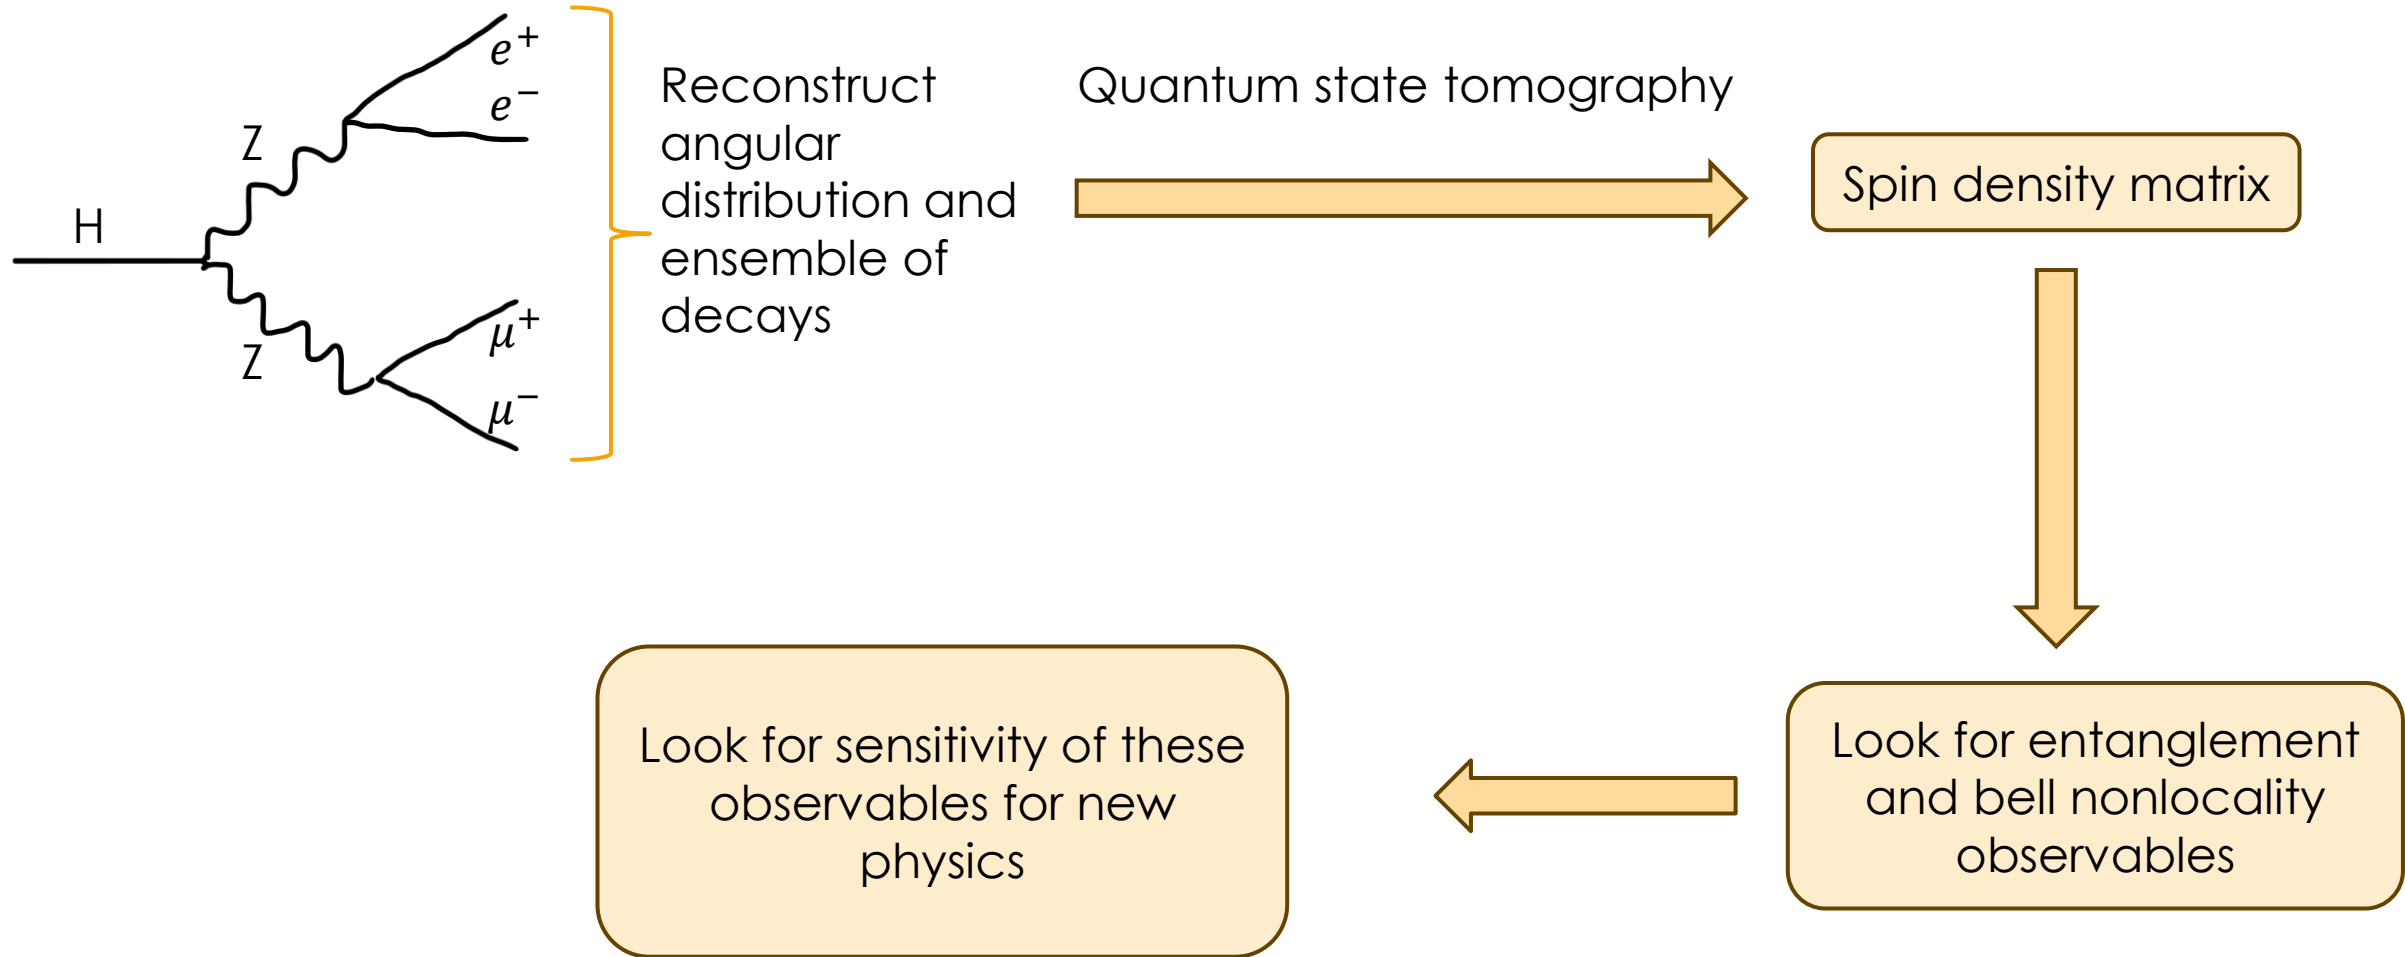 H
Z
Z
e⁺
e⁻
μ⁺
μ⁻
Reconstruct
angular
distribution and
ensemble of
decays
Quantum state tomography
Spin density matrix
Look for entanglement
and bell nonlocality
observables
Look for sensitivity of these
observables for new
physics